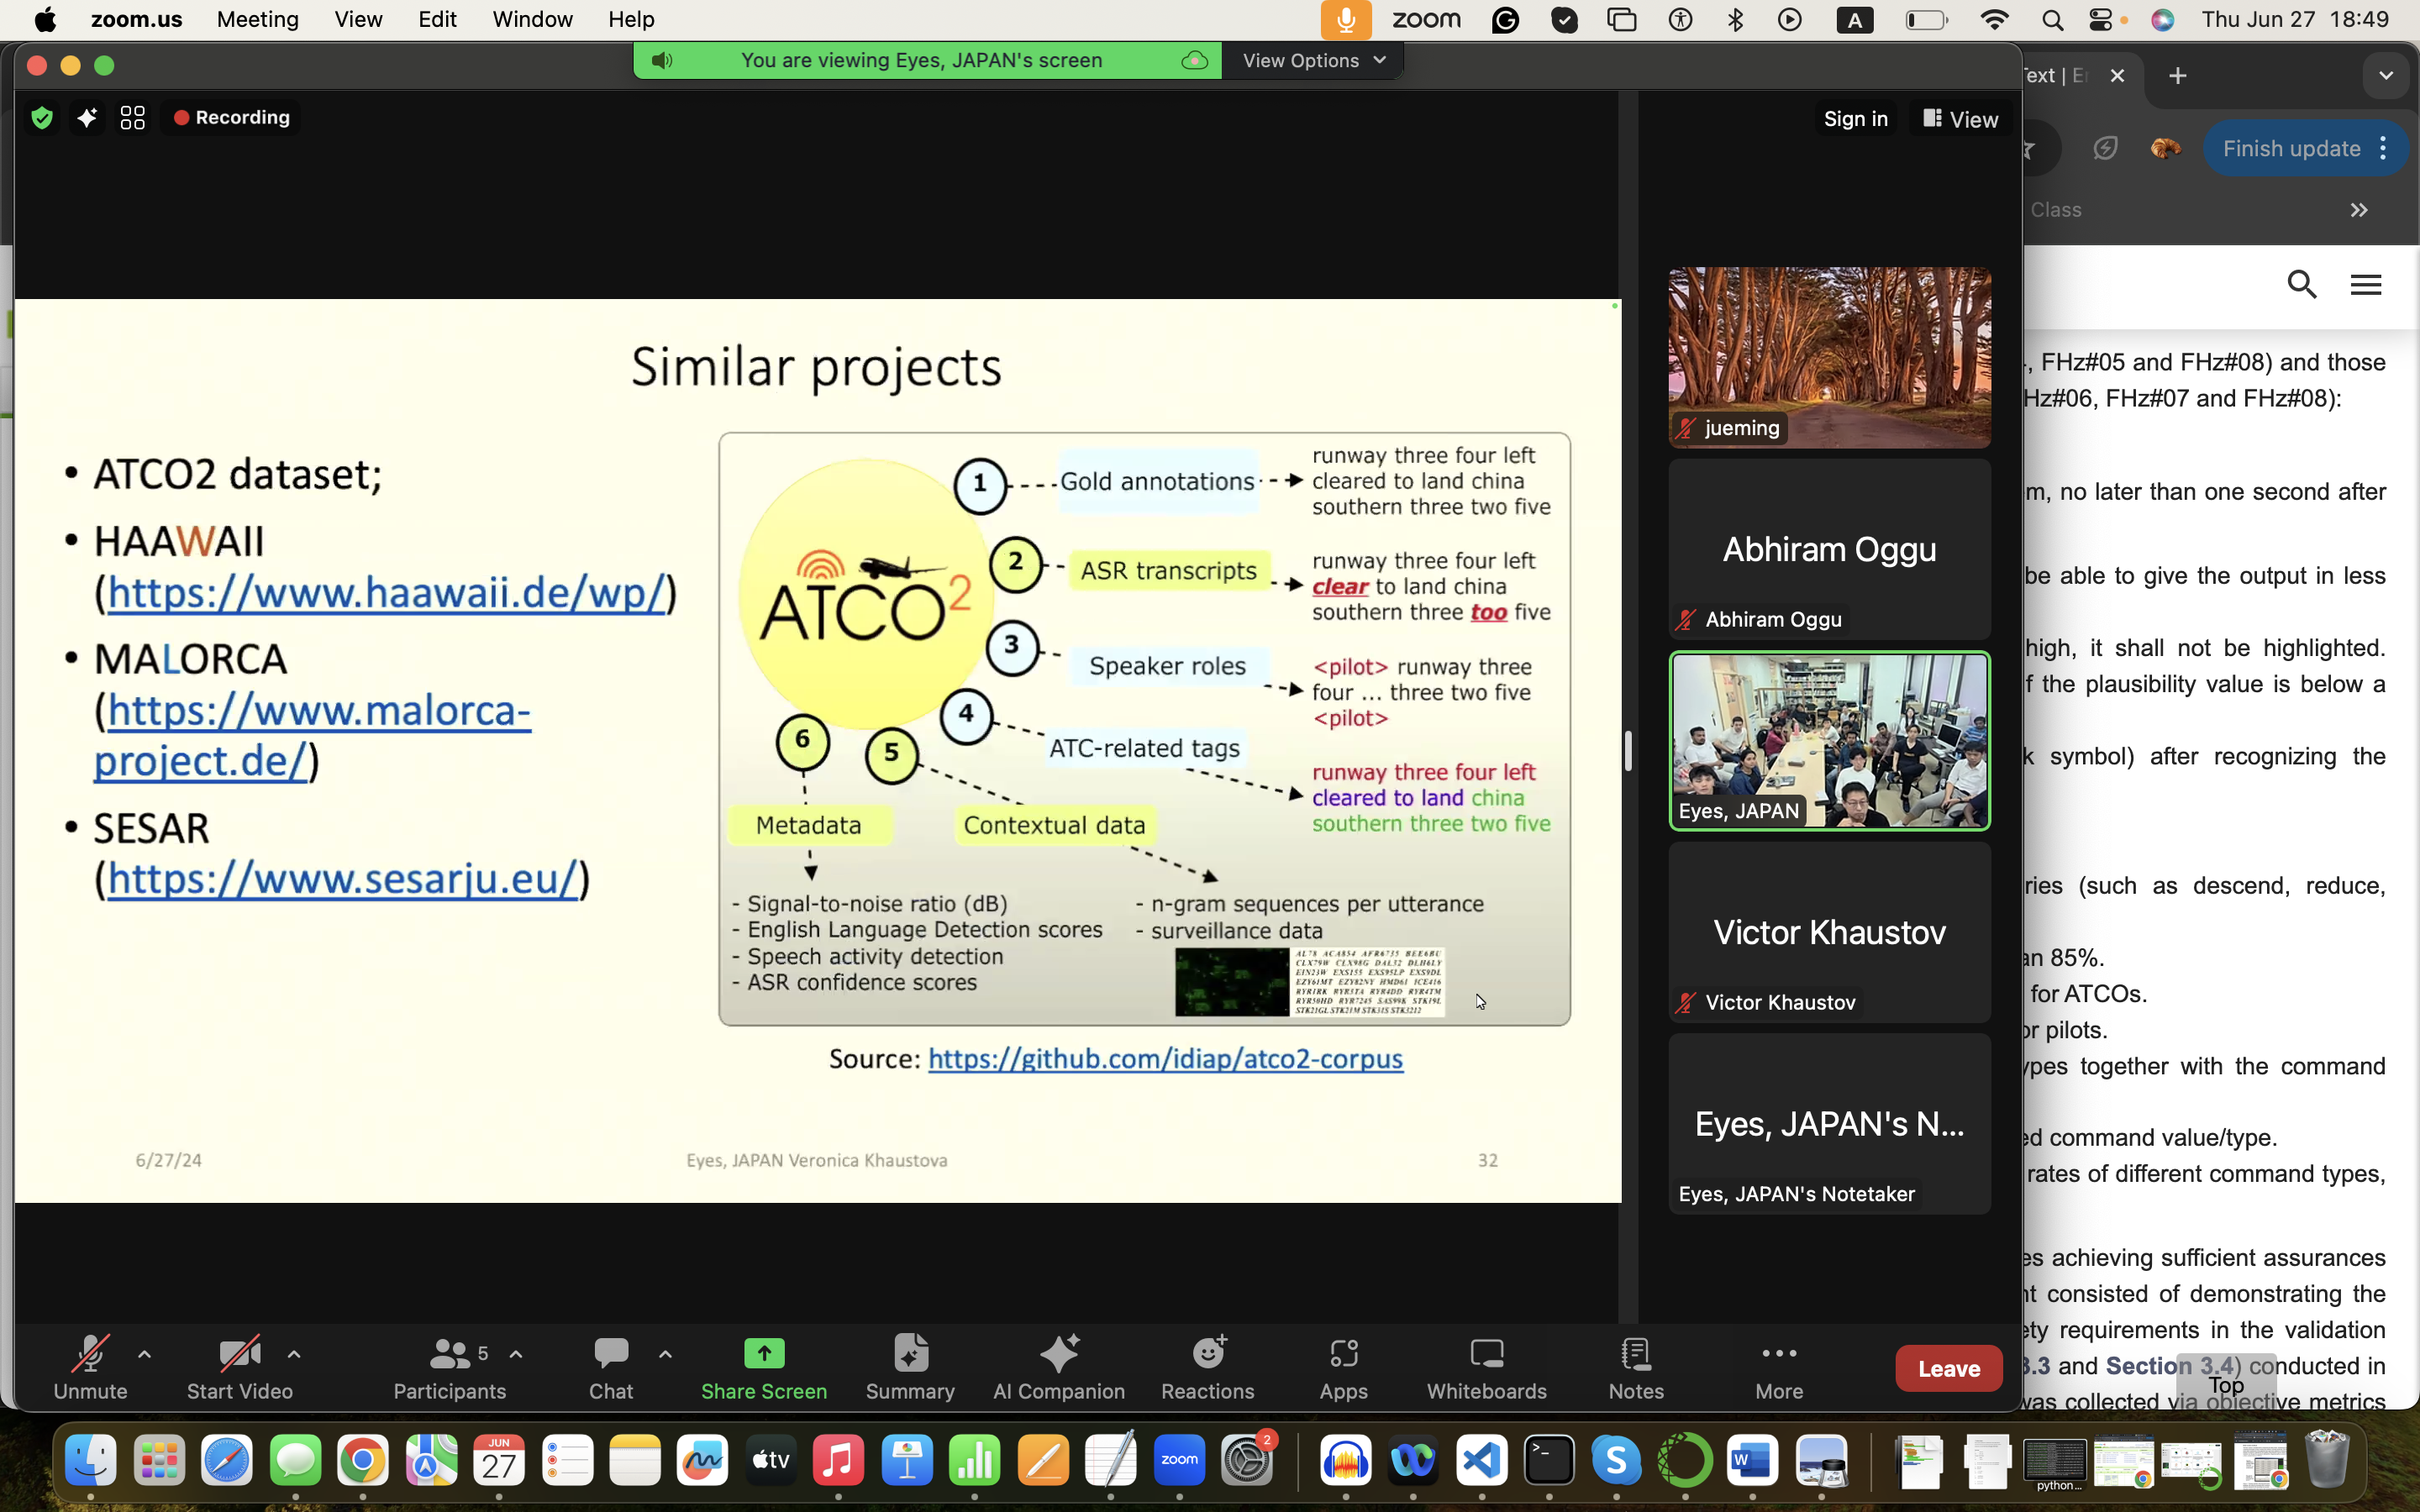 zoom.us Meeting View Edit Window Help zoom A Thu Jun 27 18:49
You are viewing Eyes, JAPAN's screen View Options
Recording
Sign in View
Similar projects
• ATCO2 dataset;
• HAAWAII
(https://www.haawaii.de/wp/)
• MALORCA
(https://www.malorca-
project.de/)
• SESAR
(https://www.sesarju.eu/)
ATCO2
1 Gold annotations
runway three four left
cleared to land china
southern three two five
2 ASR transcripts
runway three four left
clear to land china
southern three too five
3 Speaker roles
<pilot> runway three
four ... three two five
<pilot>
4 ATC-related tags
runway three four left
cleared to land china
southern three two five
5 Contextual data
- n-gram sequences per utterance
- surveillance data
6 Metadata
- Signal-to-noise ratio (dB)
- English Language Detection scores
- Speech activity detection
- ASR confidence scores
Source: https://github.com/idiap/atco2-corpus
6/27/24 Eyes, JAPAN Veronica Khaustova 32
jueming
Abhiram Oggu
Abhiram Oggu
Eyes, JAPAN
Victor Khaustov
Victor Khaustov
Eyes, JAPAN's N...
Eyes, JAPAN's Notetaker
Unmute Start Video Participants 5 Chat Share Screen Summary AI Companion Reactions Apps Whiteboards Notes More Leave
Text |
Finish update
Class
FHz#05 and FHz#08) and those
Hz#06, FHz#07 and FHz#08):
no later than one second after
be able to give the output in less
high, it shall not be highlighted.
the plausibility value is below a
symbol) after recognizing the
(such as descend, reduce,
85%.
for ATCOs.
pilots.
together with the command
command value/type.
rates of different command types,
achieving sufficient assurances
consisted of demonstrating the
requirements in the validation
3.3 and Section 3.4) conducted in
was collected via objective metrics
Top
JUN
27
tv
zoom
2
W
python...